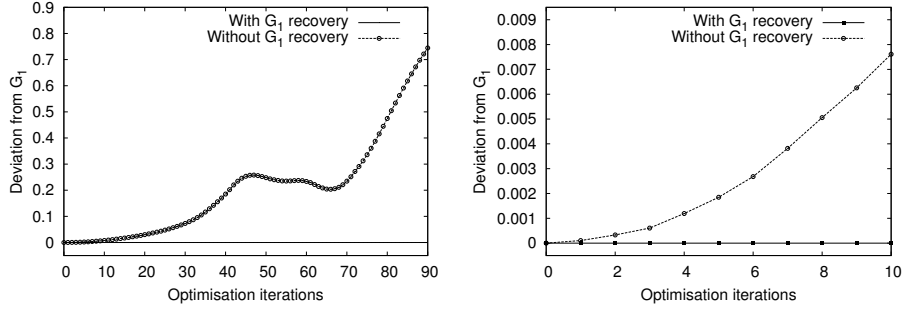 With G1 recovery
Without G1 recovery
Deviation from G1
1
0.9
0.8
0.7
0.6
0.5
0.4
0.3
0.2
0.1
0
0 10 20 30 40 50 60 70 80 90
Optimisation iterations
With G1 recovery
Without G1 recovery
Deviation from G1
0.009
0.008
0.007
0.006
0.005
0.004
0.003
0.002
0.001
0
0 2 4 6 8 10
Optimisation iterations